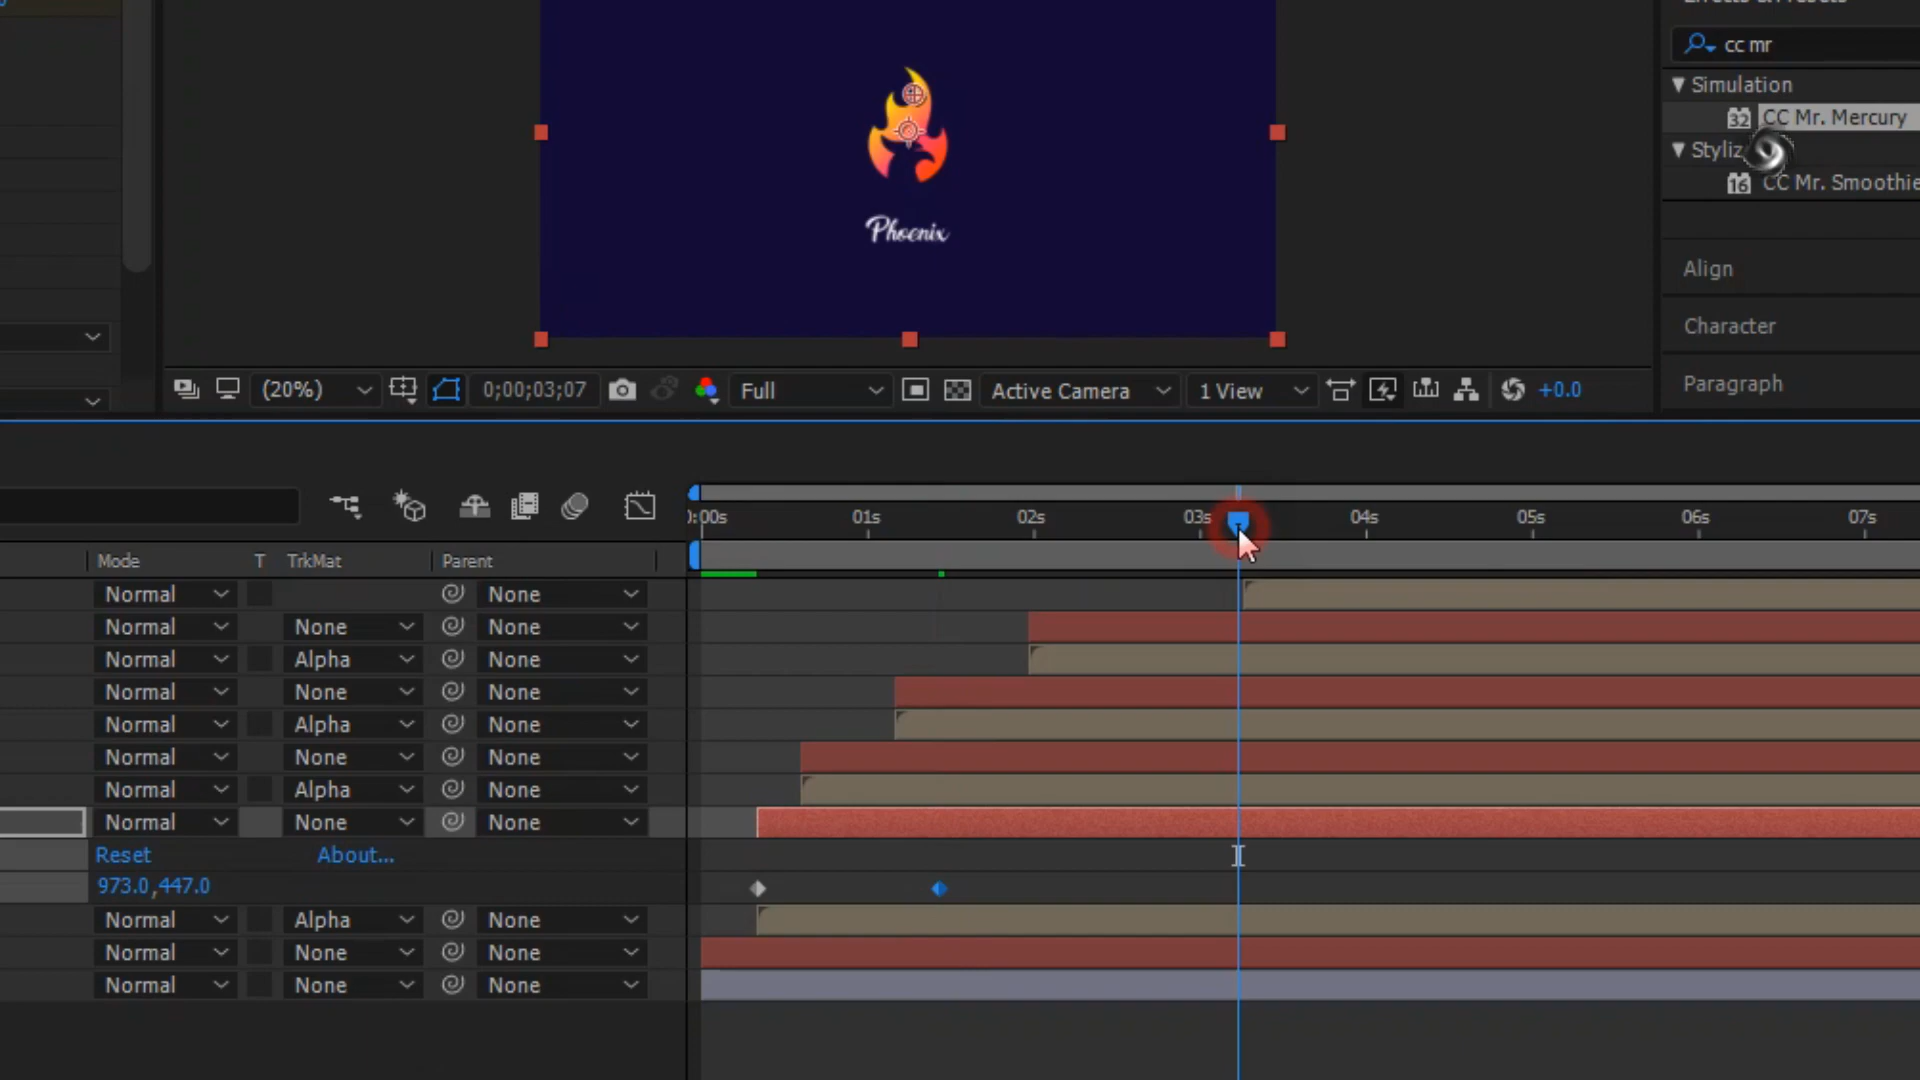 Effects & Presets
cc mr
Simulation
32 CC Mr. Mercury
Styliz
16 CC Mr. Smoothie
Phoenix
Align
Character
Paragraph
(20%) 0;00;03;07 Full Active Camera 1 View +0.0
0:00s 01s 02s 03s 04s 05s 06s 07s
Mode T TrkMat Parent
Normal None
Normal None None
Normal Alpha None
Normal None None
Normal Alpha None
Normal None None
Normal Alpha None
Normal None None
Reset About...
973.0,447.0
Normal Alpha None
Normal None None
Normal None None